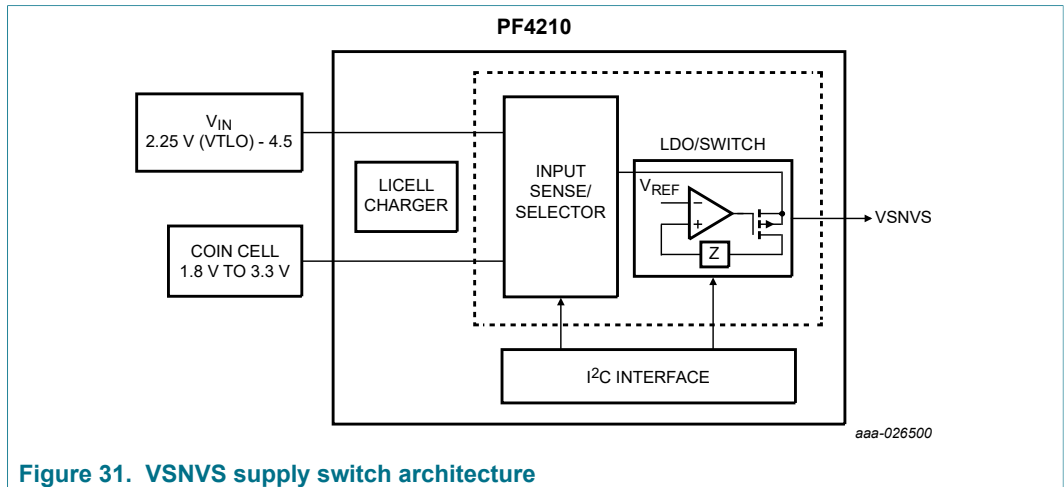 PF4210
VIN
2.25 V (VTLO) - 4.5
LICELL
CHARGER
COIN CELL
1.8 V TO 3.3 V
INPUT
SENSE/
SELECTOR
LDO/SWITCH
VREF
−
+
Z
VSNVS
I2C INTERFACE
aaa-026500
Figure 31. VSNVS supply switch architecture